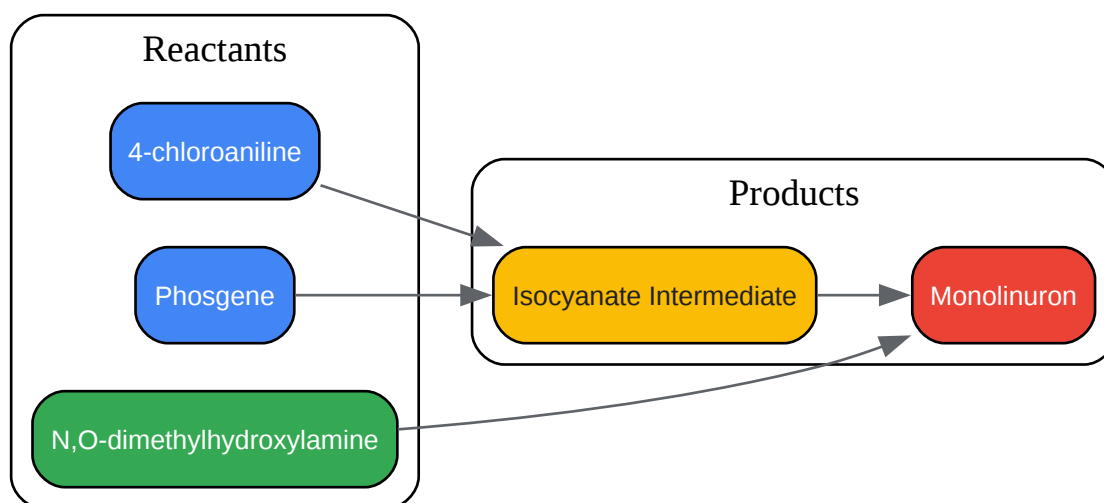 Reactants
4-chloroaniline
Phosgene
N,O-dimethylhydroxylamine
Products
Isocyanate Intermediate
Monolinuron